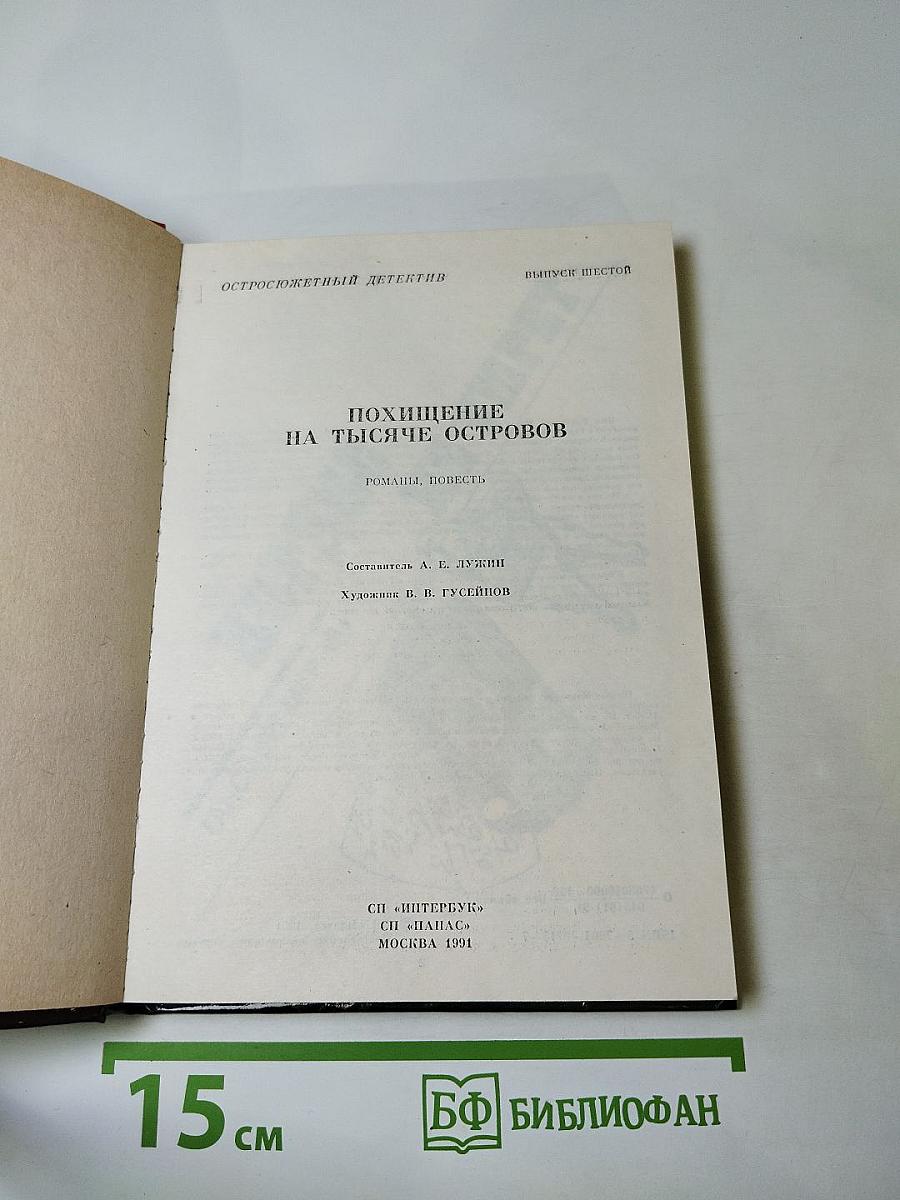 ОСТРОСЮЖЕТНЫЙ ДЕТЕКТИВ
ВЫПУСК ШЕСТОЙ
ПОХИЩЕНИЕ
НА ТЫСЯЧЕ ОСТРОВОВ
РОМАНЫ, ПОВЕСТЬ
Составитель А. Е. ЛУЖИН
Художник В. В. ГУСЕЙНОВ
СП «ИНТЕРБУК»
СП «ПАНАС»
МОСКВА 1991
15 см
БФ БИБЛИОФАН